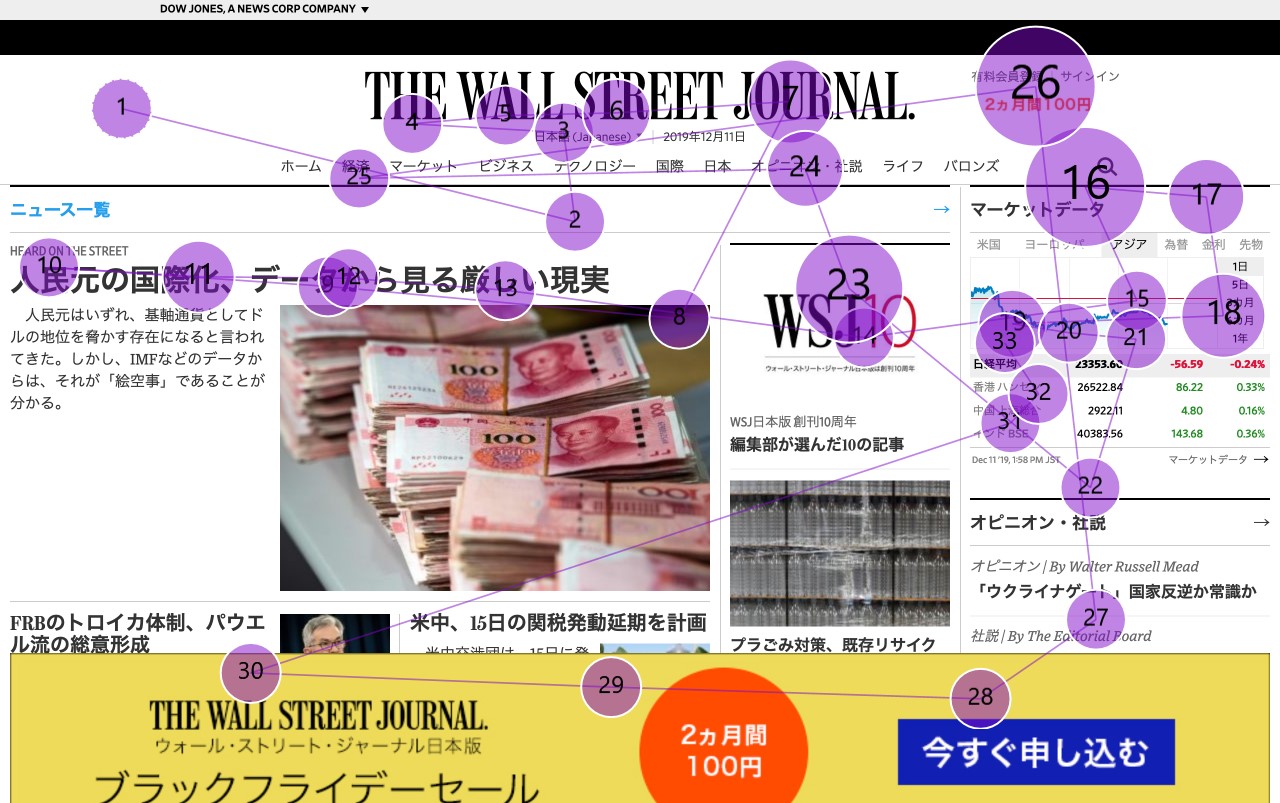 DOW JONES, A NEWS CORP COMPANY ▼
THE WALL STREET JOURNAL.
日本語 (Japanese)
2019年12月11日
有料会員登録
サインイン
2ヵ月間100円
ホーム 経済 マーケット ビジネス テクノロジー 国際 日本 オピニオン・社説 ライフ バロンズ
ニュース一覧 →
HEARD ON THE STREET
人民元の国際化、データから見る厳しい現実
人民元はいずれ、基軸通貨としてド
ルの地位を脅かす存在になると言われ
てきた。しかし、IMFなどのデータか
らは、それが「絵空事」であることが
分かる。
FRBのトロイカ体制、パウエ
ル流の総意形成
米中、15日の関税発動延期を計画
米中交渉団は、15日に発
WSJ10
ウォール・ストリート・ジャーナル日本版は創刊10周年
WSJ日本版 創刊10周年
編集部が選んだ10の記事
プラごみ対策、既存リサイク
マーケットデータ
米国 ヨーロッパ アジア 為替 金利 先物
1日
5日
1年
日経平均 23353.60 -56.59 -0.24%
香港 ハンセン 26522.84 86.22 0.33%
中国 上海総合 2922.11 4.80 0.16%
インド BSE 40383.56 143.68 0.36%
Dec 11 '19, 1:58 PM JST
マーケットデータ →
オピニオン・社説 →
オピニオン | By Walter Russell Mead
「ウクライナゲート」国家反逆か常識か
社説 | By The Editorial Board
THE WALL STREET JOURNAL.
ウォール・ストリート・ジャーナル日本版
ブラックフライデーセール
2ヵ月間
100円
今すぐ申し込む
1
2
3
4
5
6
7
8
10
11
12
13
14
15
16
17
18
19
20
21
22
23
24
25
26
27
28
29
30
31
32
33